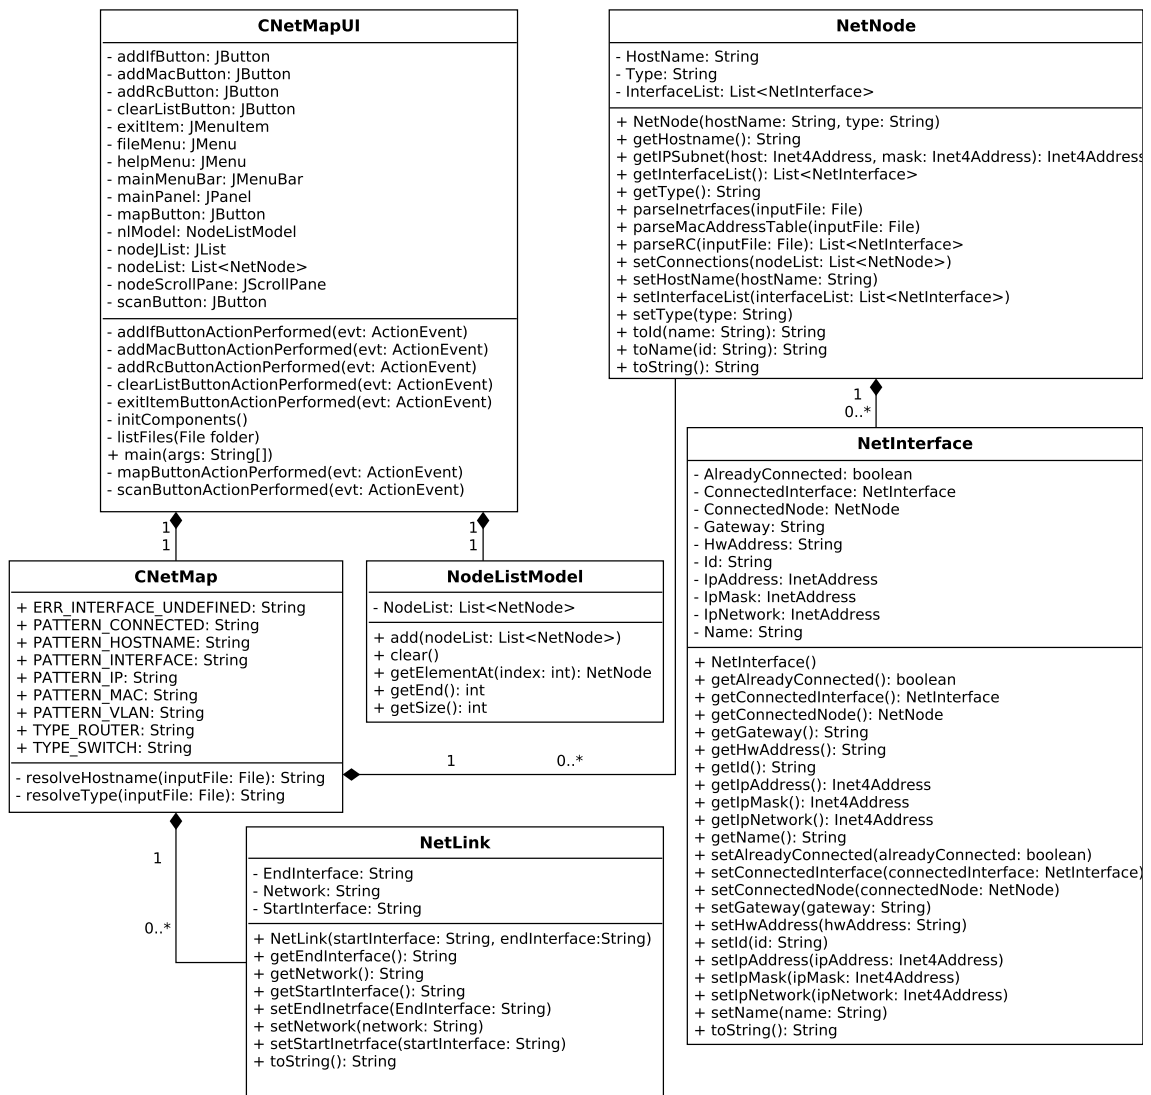 CNetMapUI
- addIfButton: JButton
- addMacButton: JButton
- addRcButton: JButton
- clearListButton: JButton
- exitItem: JMenuItem
- fileMenu: JMenu
- helpMenu: JMenu
- mainMenuBar: JMenuBar
- mainPanel: JPanel
- mapButton: JButton
- nlModel: NodeListModel
- nodeJList: JList
- nodeList: List<NetNode>
- nodeScrollPane: JScrollPane
- scanButton: JButton
- addIfButtonActionPerformed(evt: ActionEvent)
- addMacButtonActionPerformed(evt: ActionEvent)
- addRcButtonActionPerformed(evt: ActionEvent)
- clearListButtonActionPerformed(evt: ActionEvent)
- exitItemButtonActionPerformed(evt: ActionEvent)
- initComponents()
- listFiles(File folder)
+ main(args: String[])
- mapButtonActionPerformed(evt: ActionEvent)
- scanButtonActionPerformed(evt: ActionEvent)
NetNode
- HostName: String
- Type: String
- InterfaceList: List<NetInterface>
+ NetNode(hostName: String, type: String)
+ getHostname(): String
+ getIPSubnet(host: Inet4Address, mask: Inet4Address): Inet4Address
+ getInterfaceList(): List<NetInterface>
+ getType(): String
+ parseInetrfaces(inputFile: File)
+ parseMacAddressTable(inputFile: File)
+ parseRC(inputFile: File): List<NetInterface>
+ setConnections(nodeList: List<NetNode>)
+ setHostName(hostName: String)
+ setInterfaceList(interfaceList: List<NetInterface>)
+ setType(type: String)
+ toId(name: String): String
+ toName(id: String): String
+ toString(): String
1
0..*
1
1
1
1
CNetMap
+ ERR_INTERFACE_UNDEFINED: String
+ PATTERN_CONNECTED: String
+ PATTERN_HOSTNAME: String
+ PATTERN_INTERFACE: String
+ PATTERN_IP: String
+ PATTERN_MAC: String
+ PATTERN_VLAN: String
+ TYPE_ROUTER: String
+ TYPE_SWITCH: String
- resolveHostname(inputFile: File): String
- resolveType(inputFile: File): String
NodeListModel
- NodeList: List<NetNode>
+ add(nodeList: List<NetNode>)
+ clear()
+ getElementAt(index: int): NetNode
+ getEnd(): int
+ getSize(): int
1 0..*
1
0..*
NetLink
- EndInterface: String
- Network: String
- StartInterface: String
+ NetLink(startInterface: String, endInterface:String)
+ getEndInterface(): String
+ getNetwork(): String
+ getStartInterface(): String
+ setEndInetrface(EndInterface: String)
+ setNetwork(network: String)
+ setStartInetrface(startInterface: String)
+ toString(): String
NetInterface
- AlreadyConnected: boolean
- ConnectedInterface: NetInterface
- ConnectedNode: NetNode
- Gateway: String
- HwAddress: String
- Id: String
- IpAddress: InetAddress
- IpMask: InetAddress
- IpNetwork: InetAddress
- Name: String
+ NetInterface()
+ getAlreadyConnected(): boolean
+ getConnectedInterface(): NetInterface
+ getConnectedNode(): NetNode
+ getGateway(): String
+ getHwAddress(): String
+ getId(): String
+ getIpAddress(): Inet4Address
+ getIpMask(): Inet4Address
+ getIpNetwork(): Inet4Address
+ getName(): String
+ setAlreadyConnected(alreadyConnected: boolean)
+ setConnectedInterface(connectedInterface: NetInterface)
+ setConnectedNode(connectedNode: NetNode)
+ setGateway(gateway: String)
+ setHwAddress(hwAddress: String)
+ setId(id: String)
+ setIpAddress(ipAddress: Inet4Address)
+ setIpMask(ipMask: Inet4Address)
+ setIpNetwork(ipNetwork: Inet4Address)
+ setName(name: String)
+ toString(): String